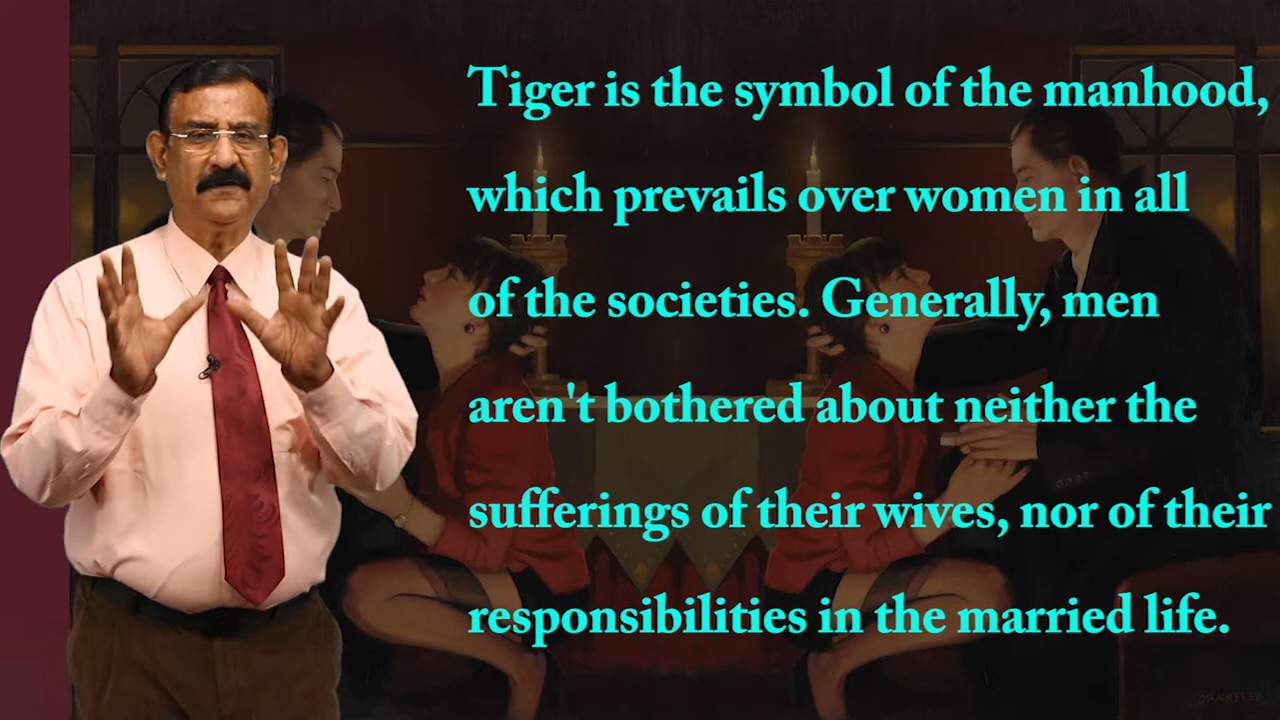 Tiger is the symbol of the manhood,
which prevails over women in all
of the societies. Generally, men
aren't bothered about neither the
sufferings of their wives, nor of their
responsibilities in the married life.